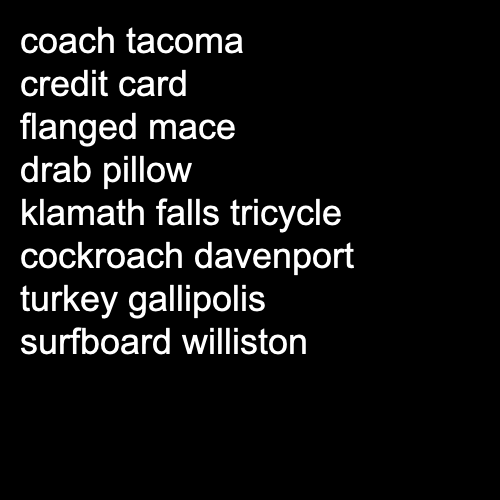 coach tacoma
credit card
flanged mace
drab pillow
klamath falls tricycle
cockroach davenport
turkey gallipolis
surfboard williston